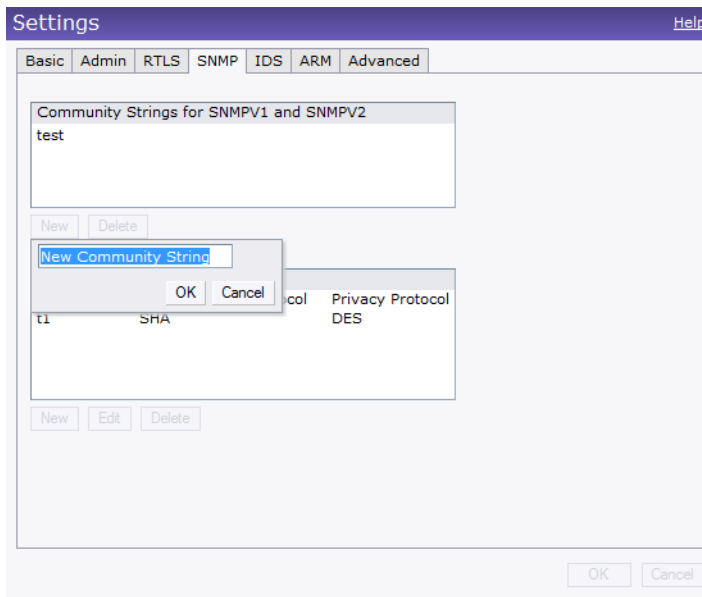 Settings
Help
Basic Admin RTLS SNMP IDS ARM Advanced
Community Strings for SNMPV1 and SNMPV2
test
New Delete
New Community String
OK Cancel
Privacy Protocol
t1 SHA DES
New Edit Delete
OK Cancel